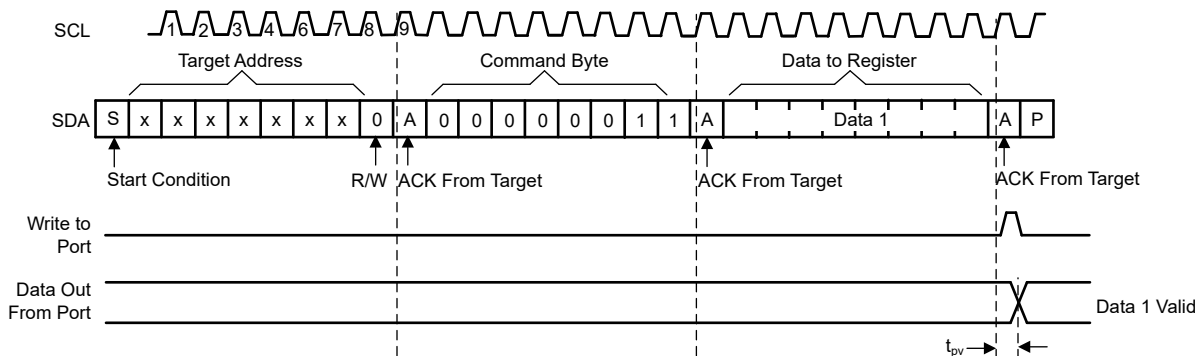 SCL 1 2 3 4 6 7 8 9
Target Address Command Byte Data to Register
SDA S x x x x x x x 0 A 0 0 0 0 0 0 1 1 A Data 1 A P
Start Condition R/W ACK From Target ACK From Target ACK From Target
Write to
Port
Data Out
From Port
Data 1 Valid
tpv